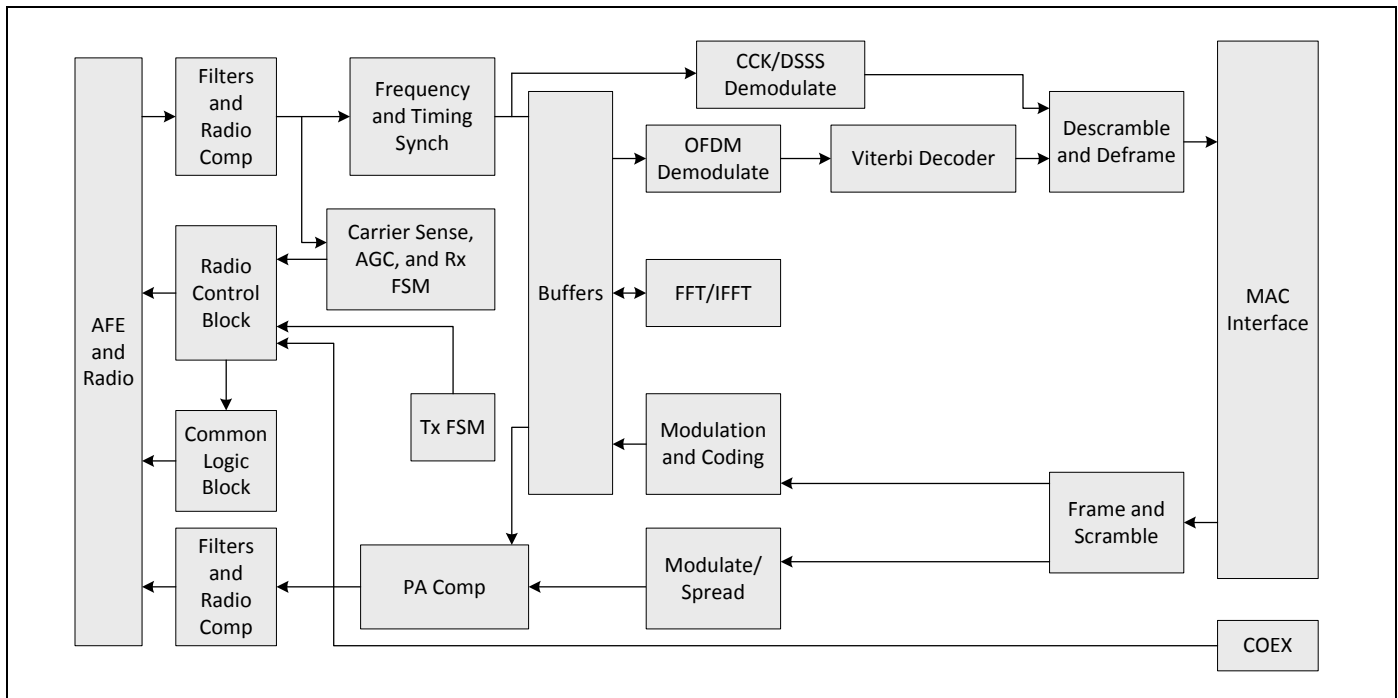 Filters
and
Radio
Comp
Frequency
and Timing
Synch
CCK/DSSS
Demodulate
OFDM
Demodulate
Viterbi Decoder
Descramble
and Deframe
Carrier Sense,
AGC, and Rx
FSM
Radio
Control
Block
Buffers
FFT/IFFT
MAC
Interface
AFE
and
Radio
Tx FSM
Common
Logic
Block
Modulation
and Coding
Frame and
Scramble
Filters
and
Radio
Comp
PA Comp
Modulate/
Spread
COEX